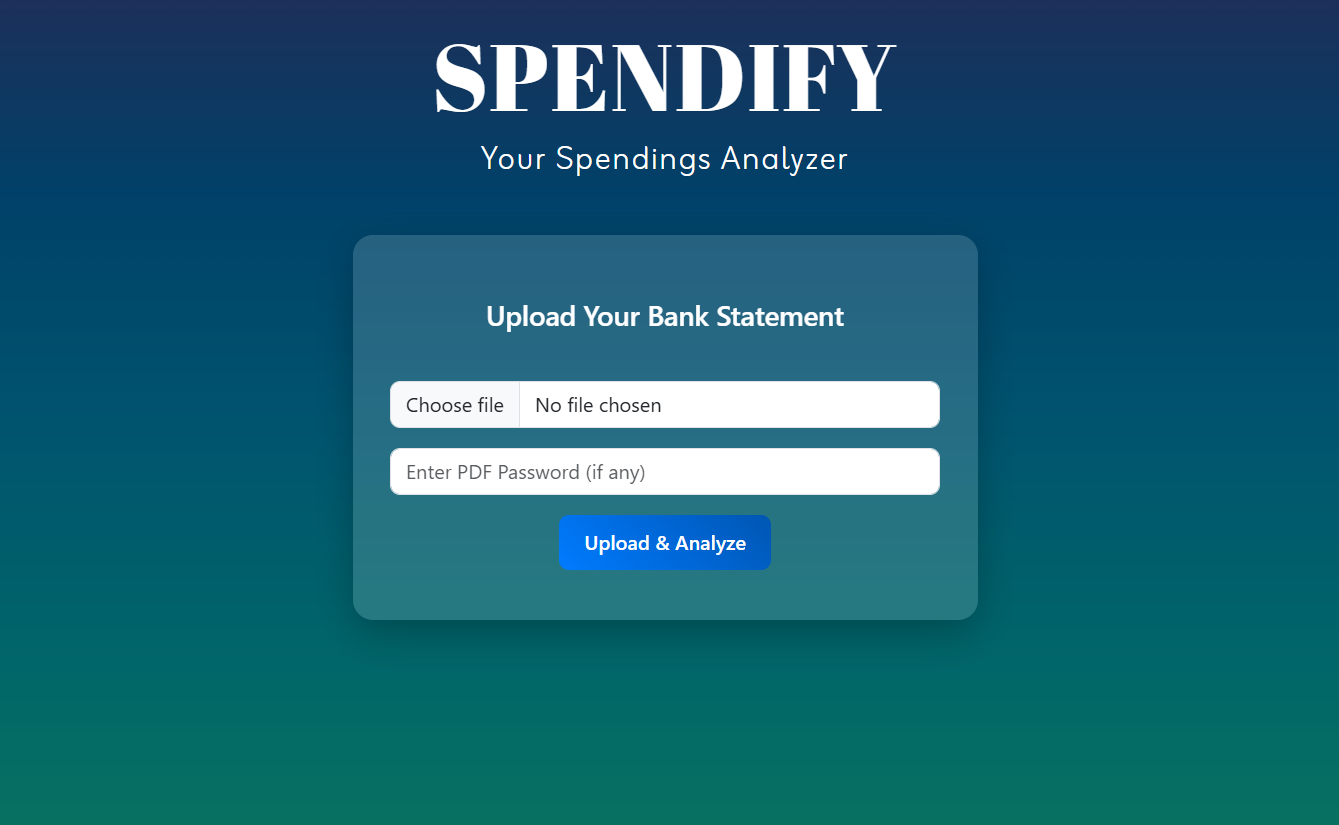 SPENDIFY
Your Spendings Analyzer
Upload Your Bank Statement
Choose file No file chosen
Enter PDF Password (if any)
Upload & Analyze